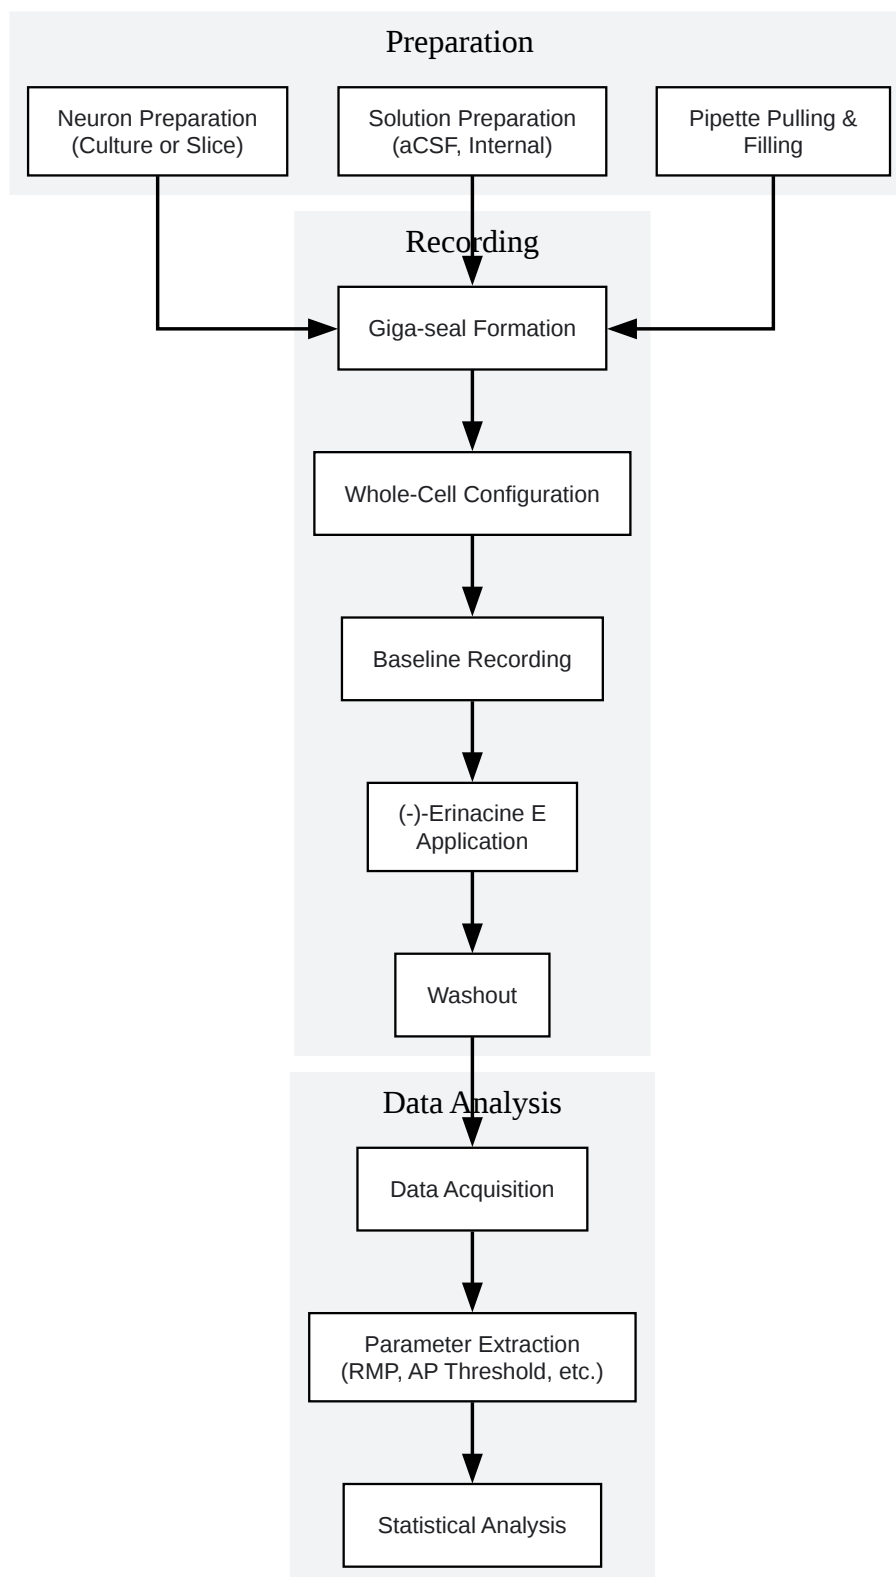 Preparation
Neuron Preparation
(Culture or Slice)
Solution Preparation
(aCSF, Internal)
Pipette Pulling &
Filling
Recording
Giga-seal Formation
Whole-Cell Configuration
Baseline Recording
(-)-Erinacine E
Application
Washout
Data Analysis
Data Acquisition
Parameter Extraction
(RMP, AP Threshold, etc.)
Statistical Analysis